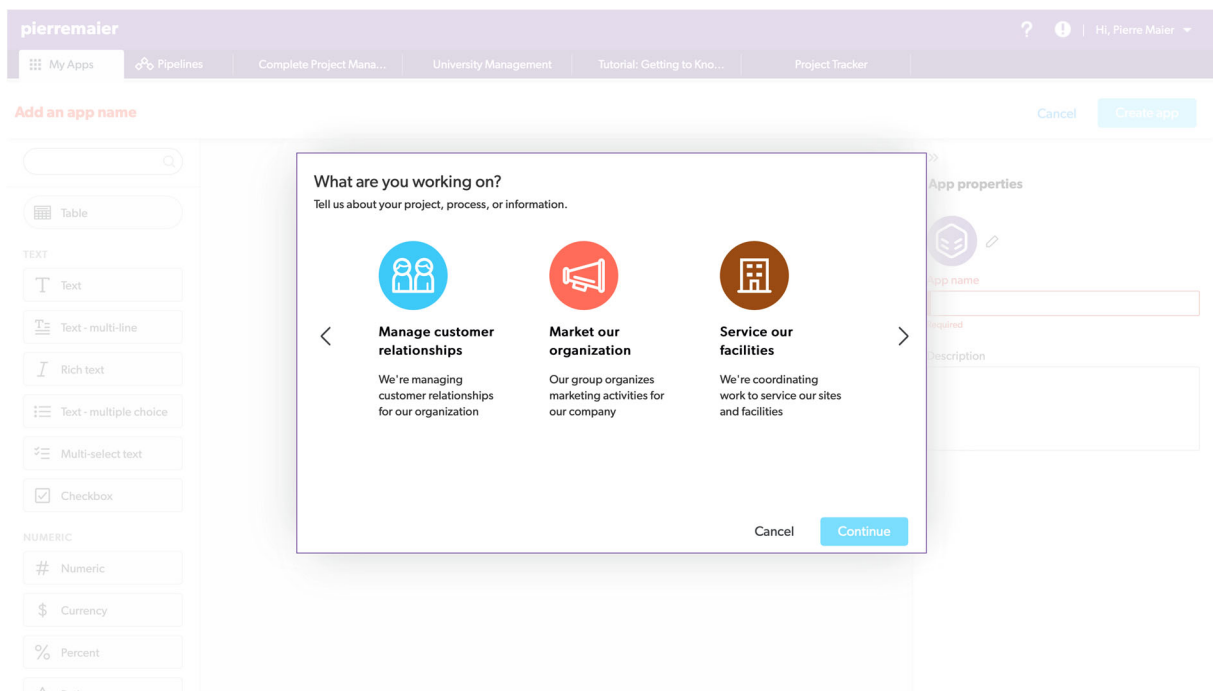 pierremaier
? ! Hi, Pierre Maier
My Apps Pipelines Complete Project Mana... University Management Tutorial: Getting to Kno... Project Tracker
Add an app name
Cancel Create app
What are you working on?
Tell us about your project, process, or information.
Manage customer
relationships
We're managing
customer relationships
for our organization
Market our
organization
Our group organizes
marketing activities for
our company
Service our
facilities
We're coordinating
work to service our sites
and facilities
Cancel Continue
Table
TEXT
Text
Text - multi-line
Rich text
Text - multiple choice
Multi-select text
Checkbox
NUMERIC
# Numeric
$ Currency
% Percent
App properties
App name
Required
Description